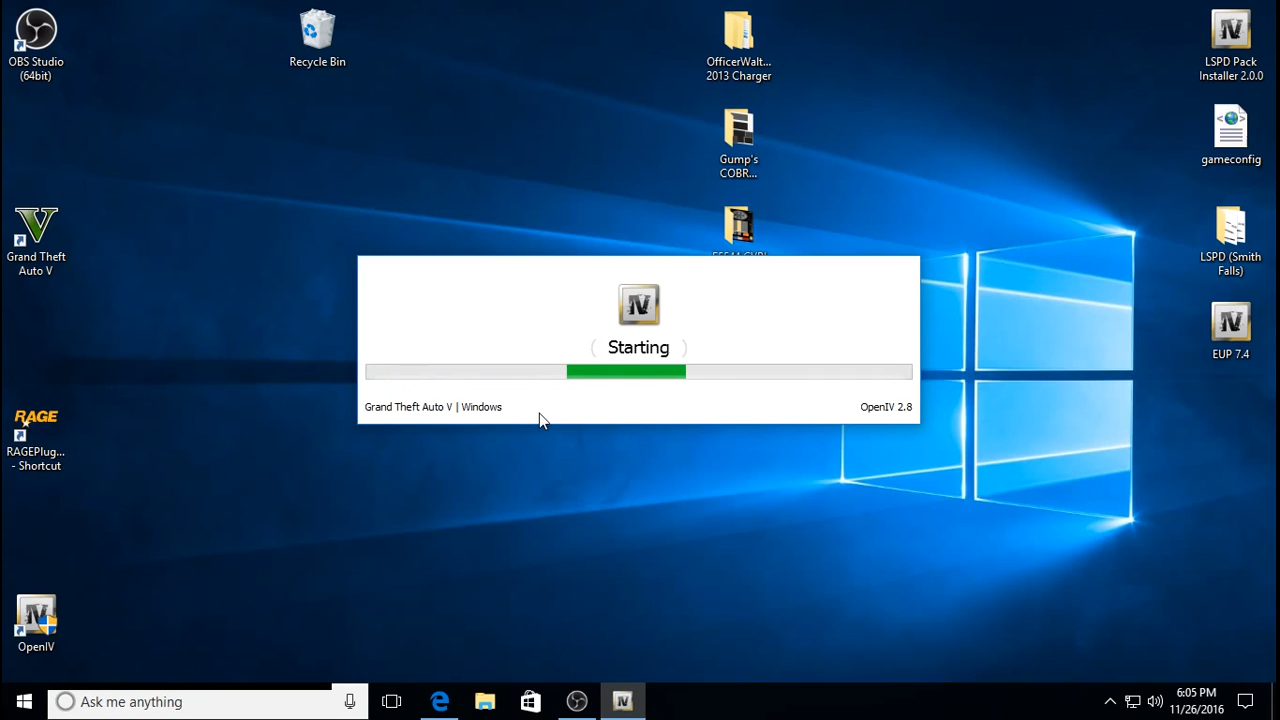 OBS Studio
(64bit)
Recycle Bin
OfficerWalt...
2013 Charger
LSPD Pack
Installer 2.0.0
Gump's
COBR...
gameconfig
Grand Theft
Auto V
LSPD (Smith
Falls)
IV
Starting
Grand Theft Auto V | Windows
OpenIV 2.8
EUP 7.4
RAGE
RAGEPlug...
- Shortcut
OpenIV
Ask me anything
6:05 PM
11/26/2016